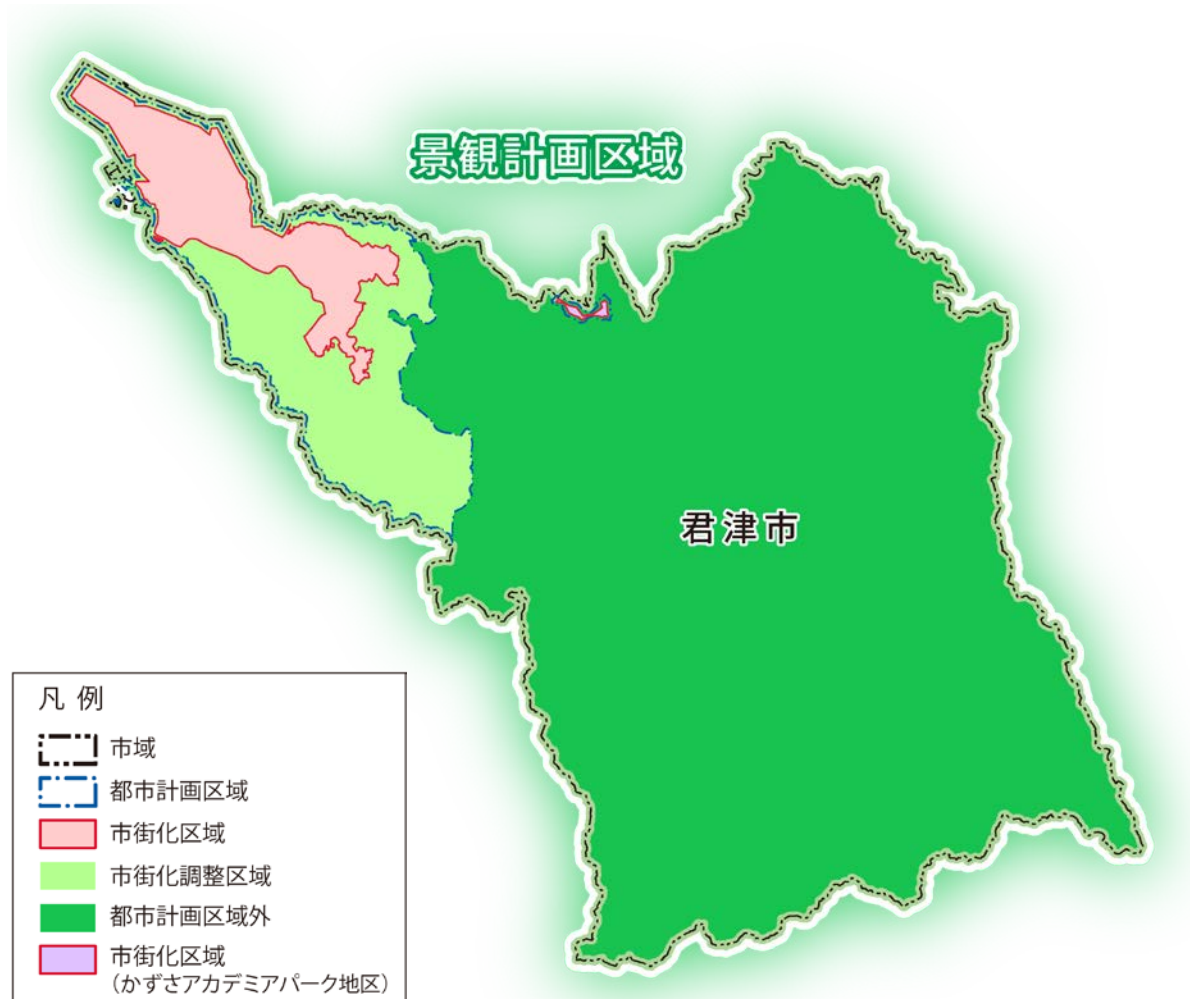 景観計画区域
君津市
凡例
市域
都市計画区域
市街化区域
市街化調整区域
都市計画区域外
市街化区域
（かずさアカデミアパーク地区）